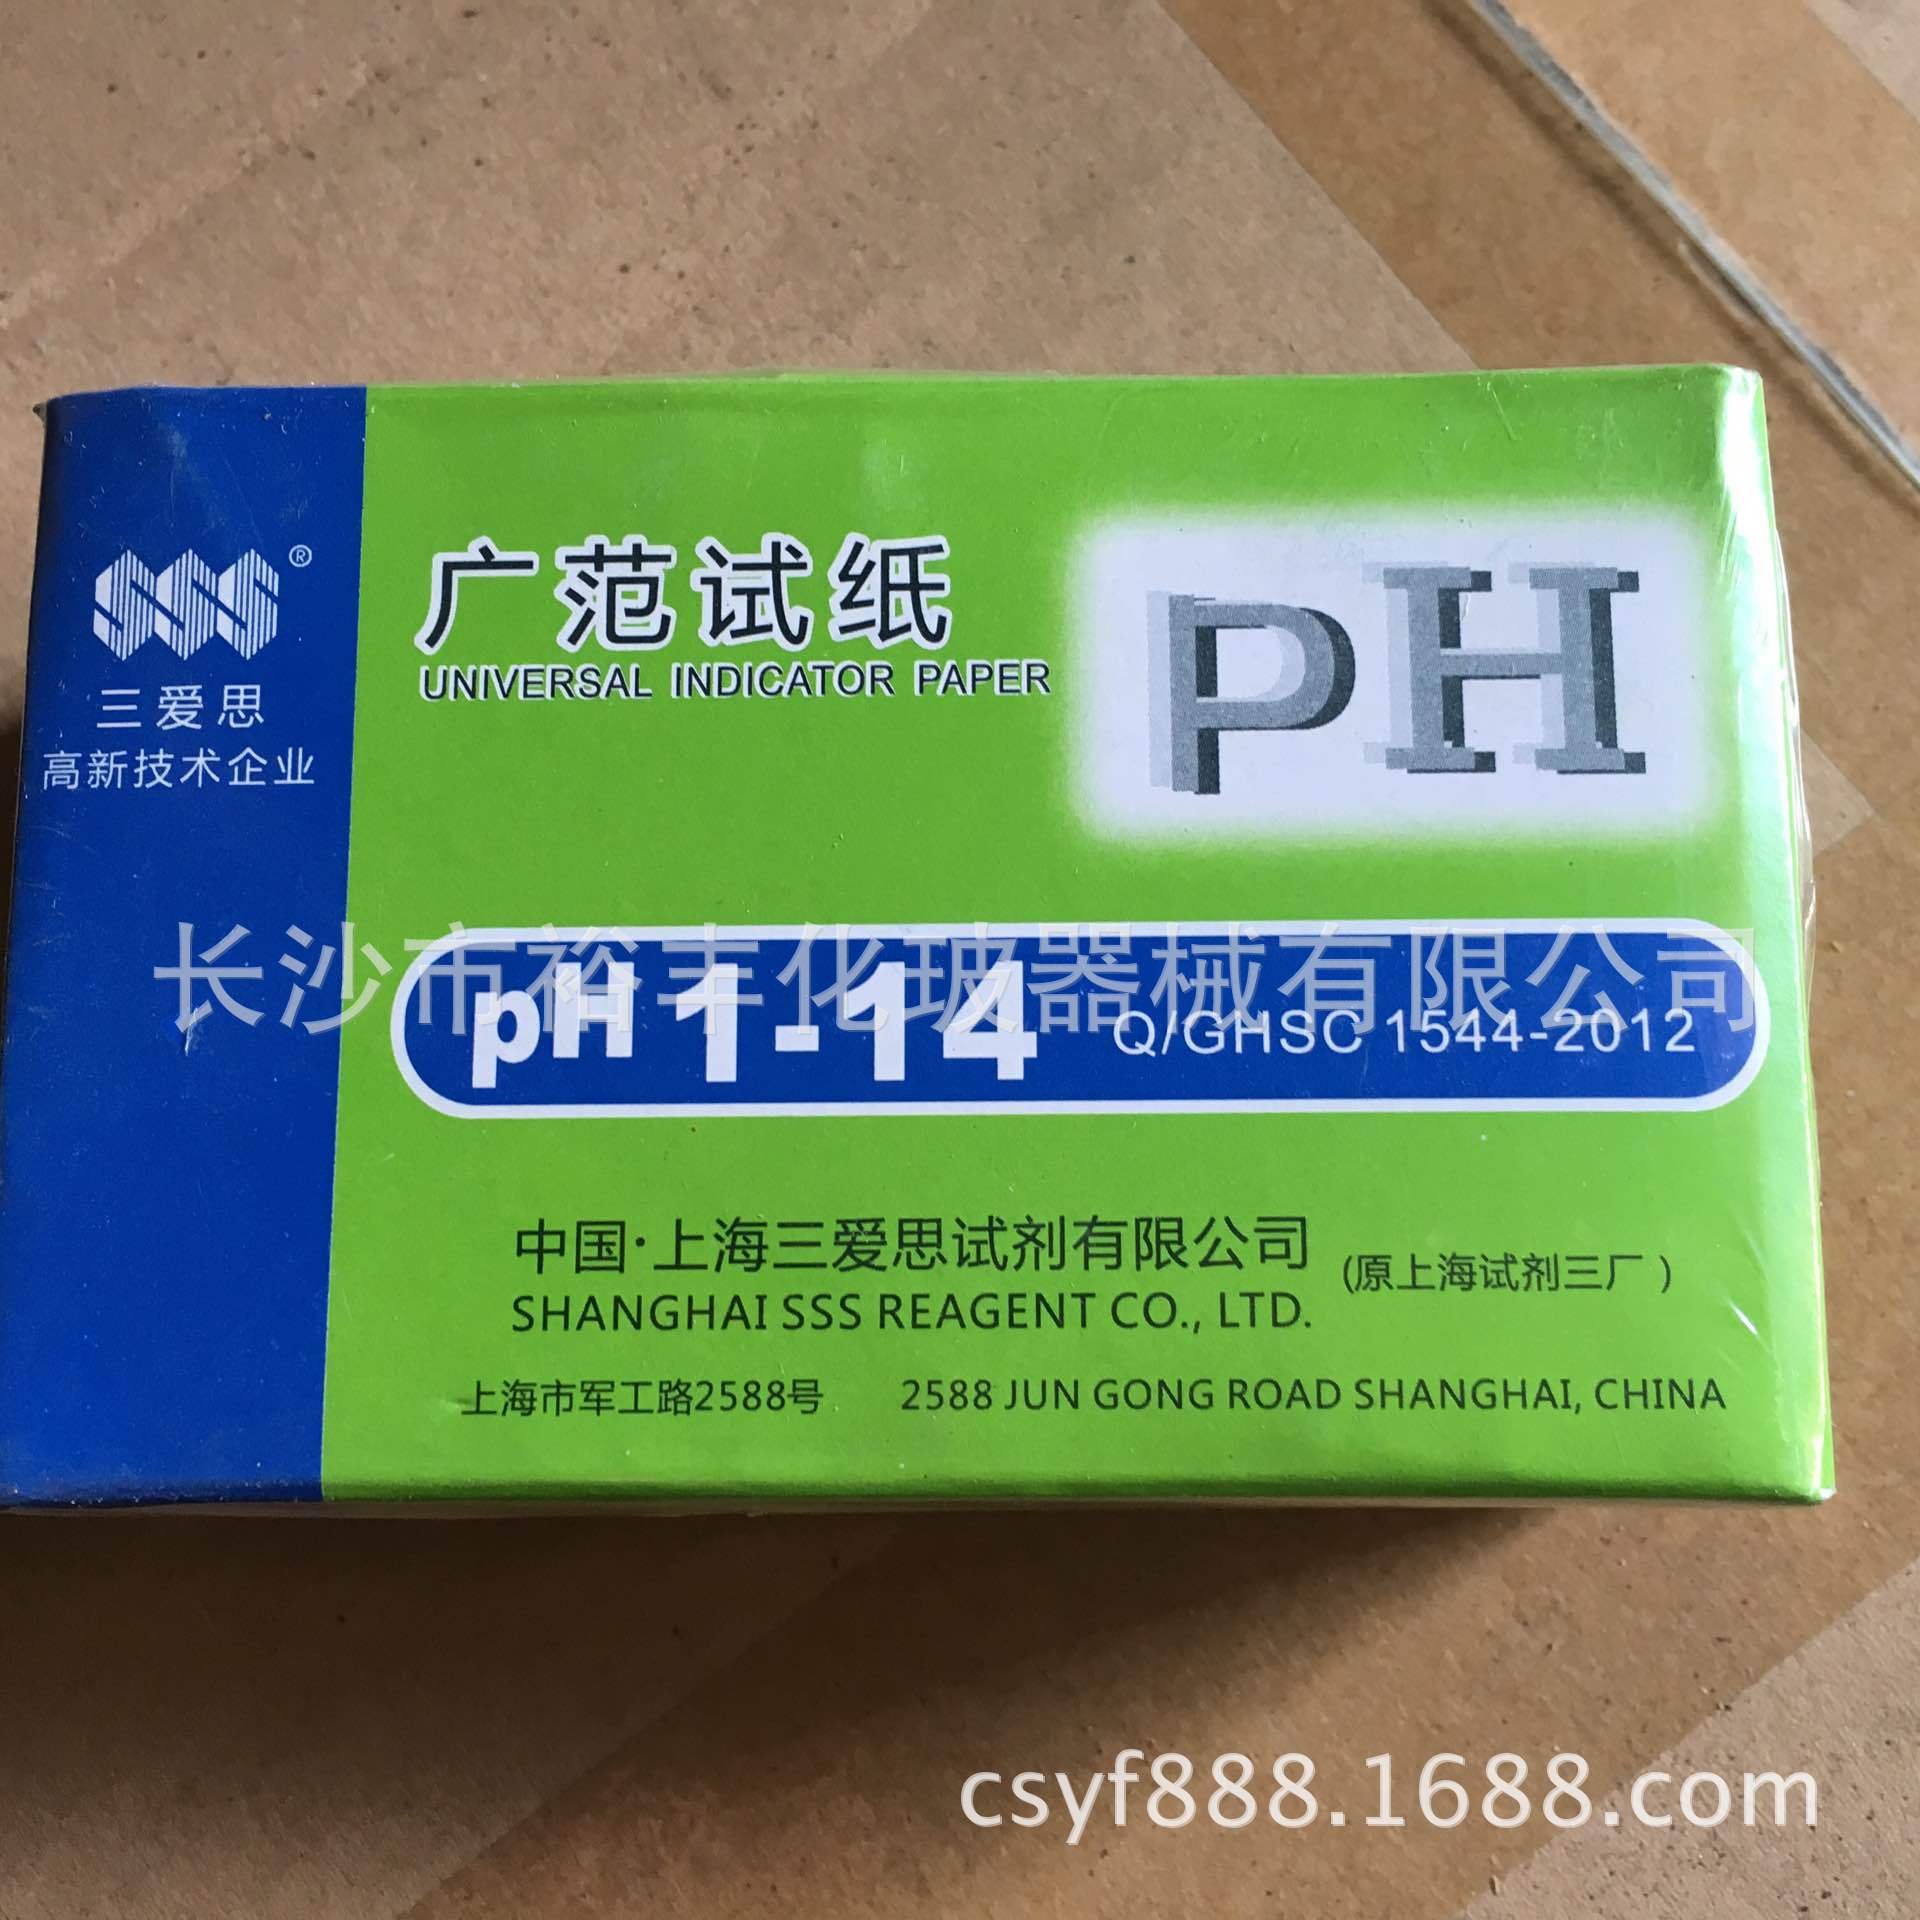 SSS®
三爱思
高新技术企业
广范试纸
UNIVERSAL INDICATOR PAPER
PH
长沙市裕丰化玻器械有限公司
pH 1-14 Q/GHSC 1544-2012
中国·上海三爱思试剂有限公司 (原上海试剂三厂)
SHANGHAI SSS REAGENT CO., LTD.
上海市军工路2588号 2588 JUN GONG ROAD SHANGHAI, CHINA
csyf888.1688.com